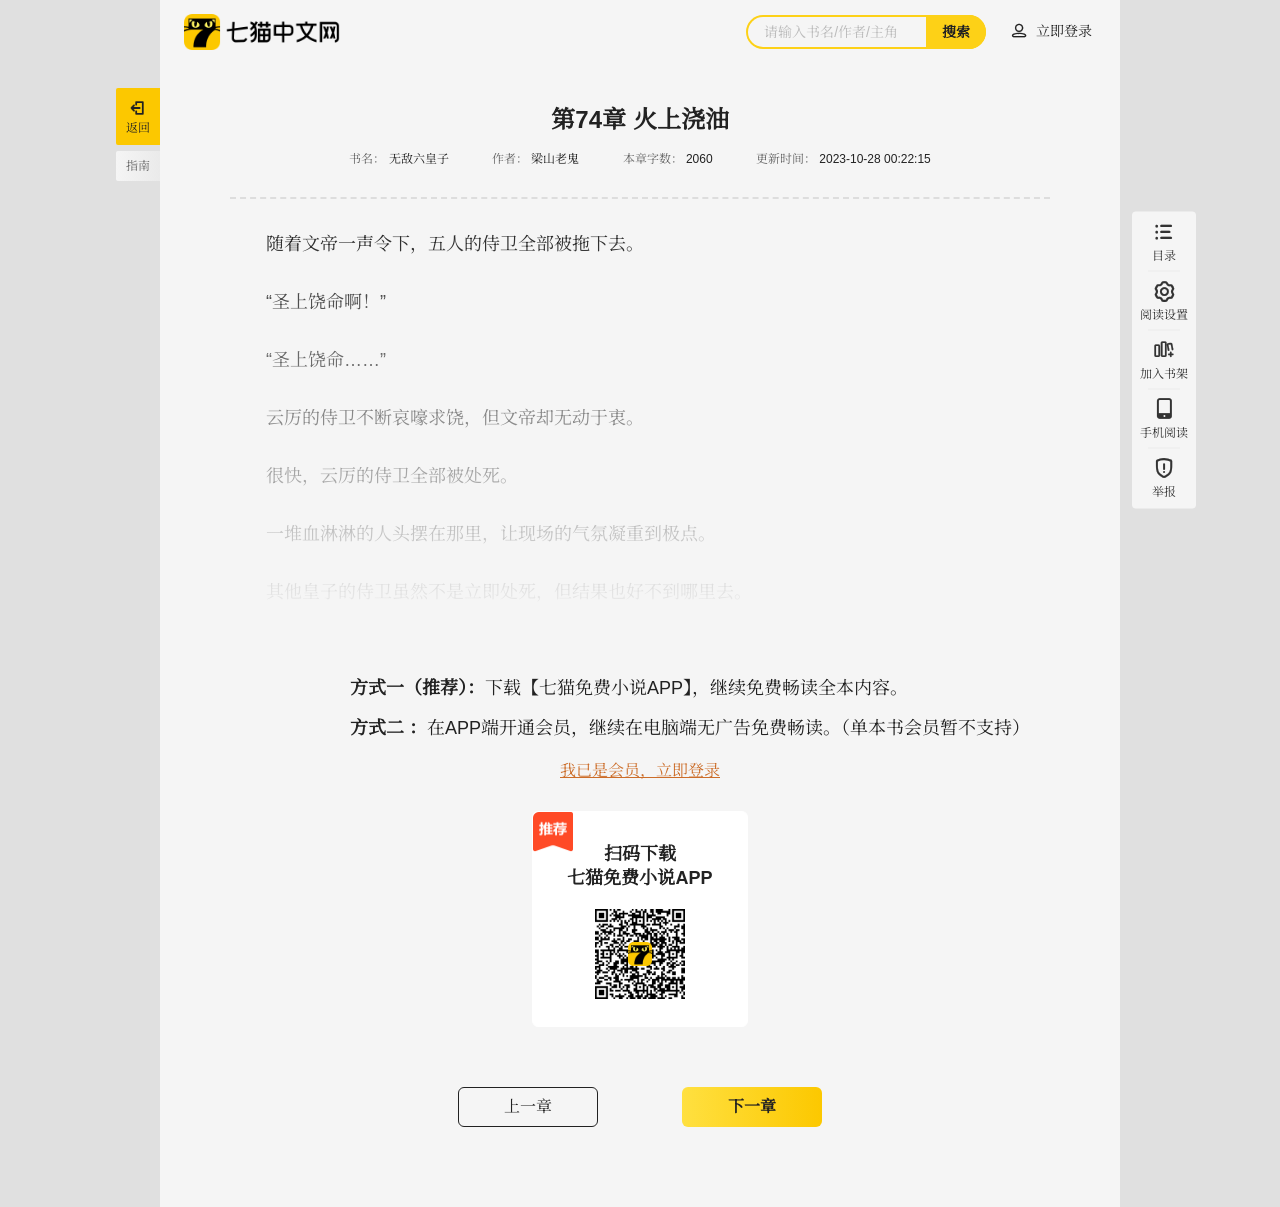 七猫中文网
请输入书名/作者/主角
搜索
立即登录
返回
指南
第74章 火上浇油
书名： 无敌六皇子 作者： 梁山老鬼 本章字数： 2060 更新时间： 2023-10-28 00:22:15
随着文帝一声令下，五人的侍卫全部被拖下去。
“圣上饶命啊！”
“圣上饶命……”
云厉的侍卫不断哀嚎求饶，但文帝却无动于衷。
很快，云厉的侍卫全部被处死。
一堆血淋淋的人头摆在那里，让现场的气氛凝重到极点。
其他皇子的侍卫虽然不是立即处死，但结果也好不到哪里去。
目录
阅读设置
加入书架
手机阅读
举报
方式一（推荐）：下载【七猫免费小说APP】，继续免费畅读全本内容。
方式二 ：在APP端开通会员，继续在电脑端无广告免费畅读。（单本书会员暂不支持）
我已是会员，立即登录
推荐
扫码下载
七猫免费小说APP
上一章
下一章